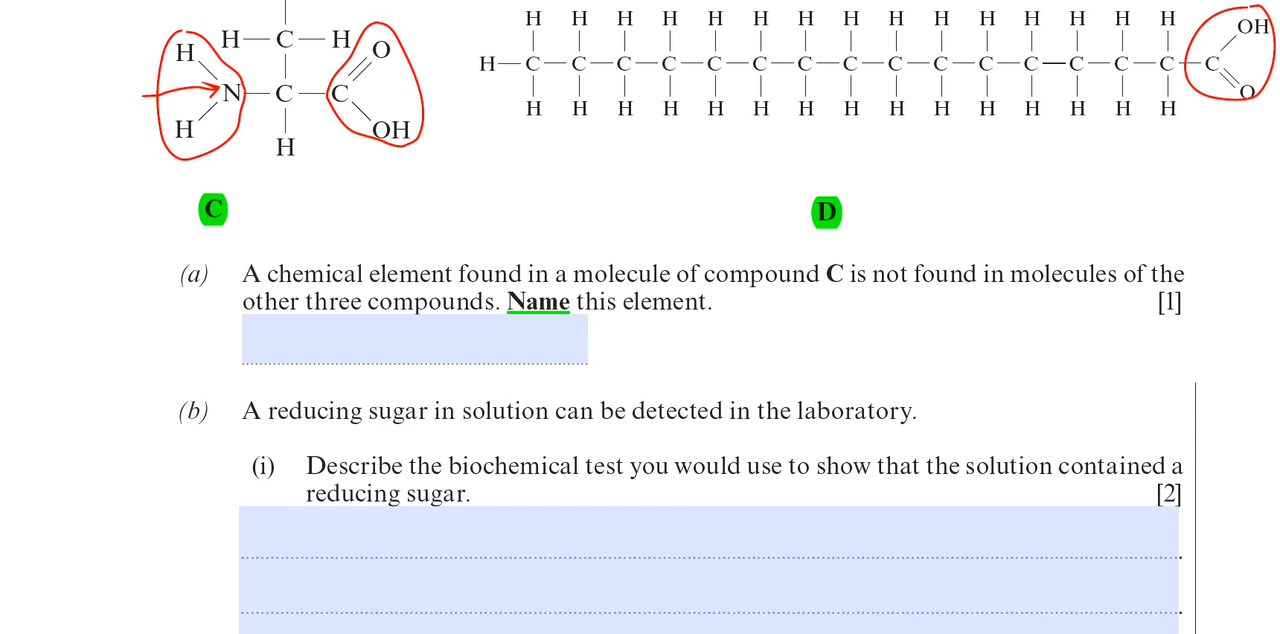 H H H H H H H H H H H H H H H
OH
H—C—H
O
H
H—C—C—C—C—C—C—C—C—C—C—C—C—C—C—C—C
O
N—C—C
H H H H H H H H H H H H H H H
H
OH
H
C
D
(a) A chemical element found in a molecule of compound C is not found in molecules of the
other three compounds. Name this element. [1]
(b) A reducing sugar in solution can be detected in the laboratory.
(i) Describe the biochemical test you would use to show that the solution contained a
reducing sugar. [2]